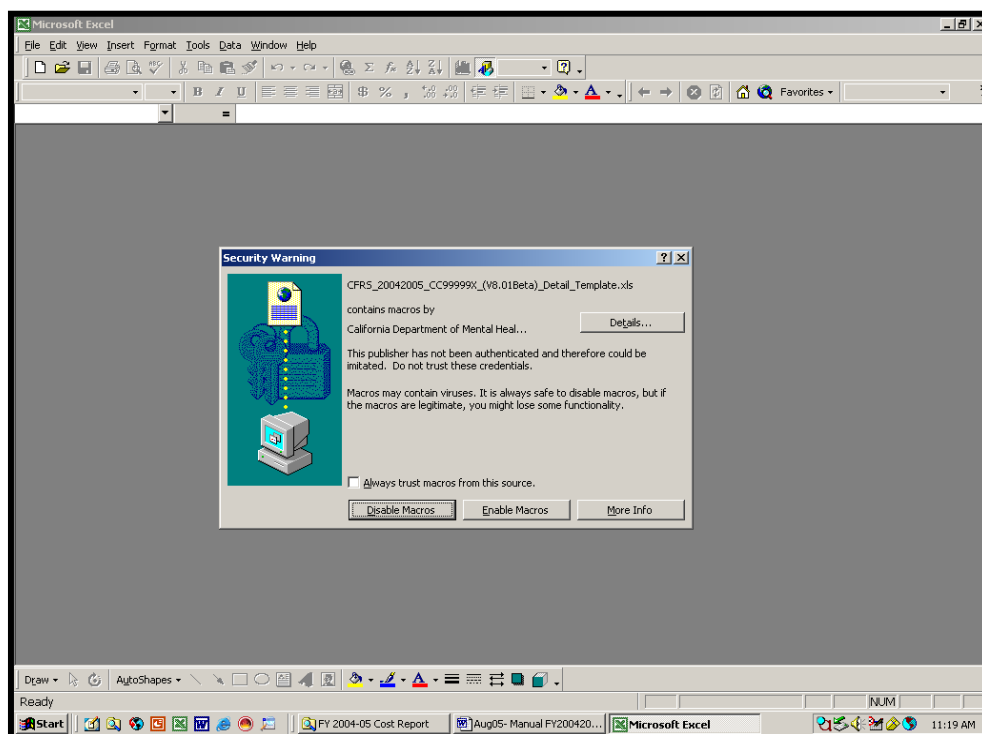 Microsoft Excel
File Edit View Insert Format Tools Data Window Help
B I U $ % , Favorites
=
Security Warning
CFRS_20042005_CC99999X_(V8.01Beta)_Detail_Template.xls
contains macros by
California Department of Mental Heal...
Details...
This publisher has not been authenticated and therefore could be
imitated. Do not trust these credentials.
Macros may contain viruses. It is always safe to disable macros, but if
the macros are legitimate, you might lose some functionality.
Always trust macros from this source.
Disable Macros Enable Macros More Info
Draw AutoShapes
Ready NUM
Start FY 2004-05 Cost Report Aug05- Manual FY200420... Microsoft Excel 11:19 AM